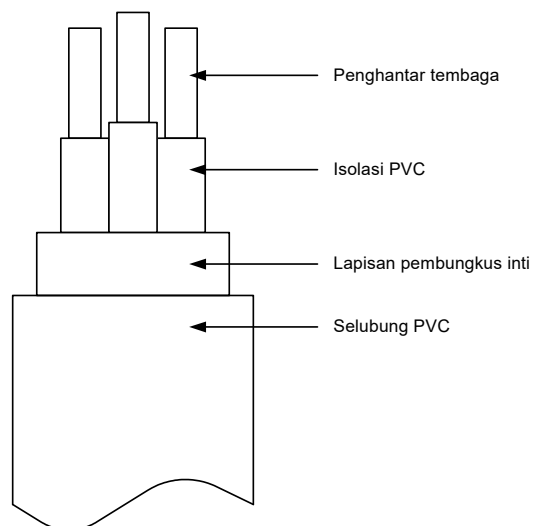 Penghantar tembaga
Isolasi PVC
Lapisan pembungkus inti
Selubung PVC